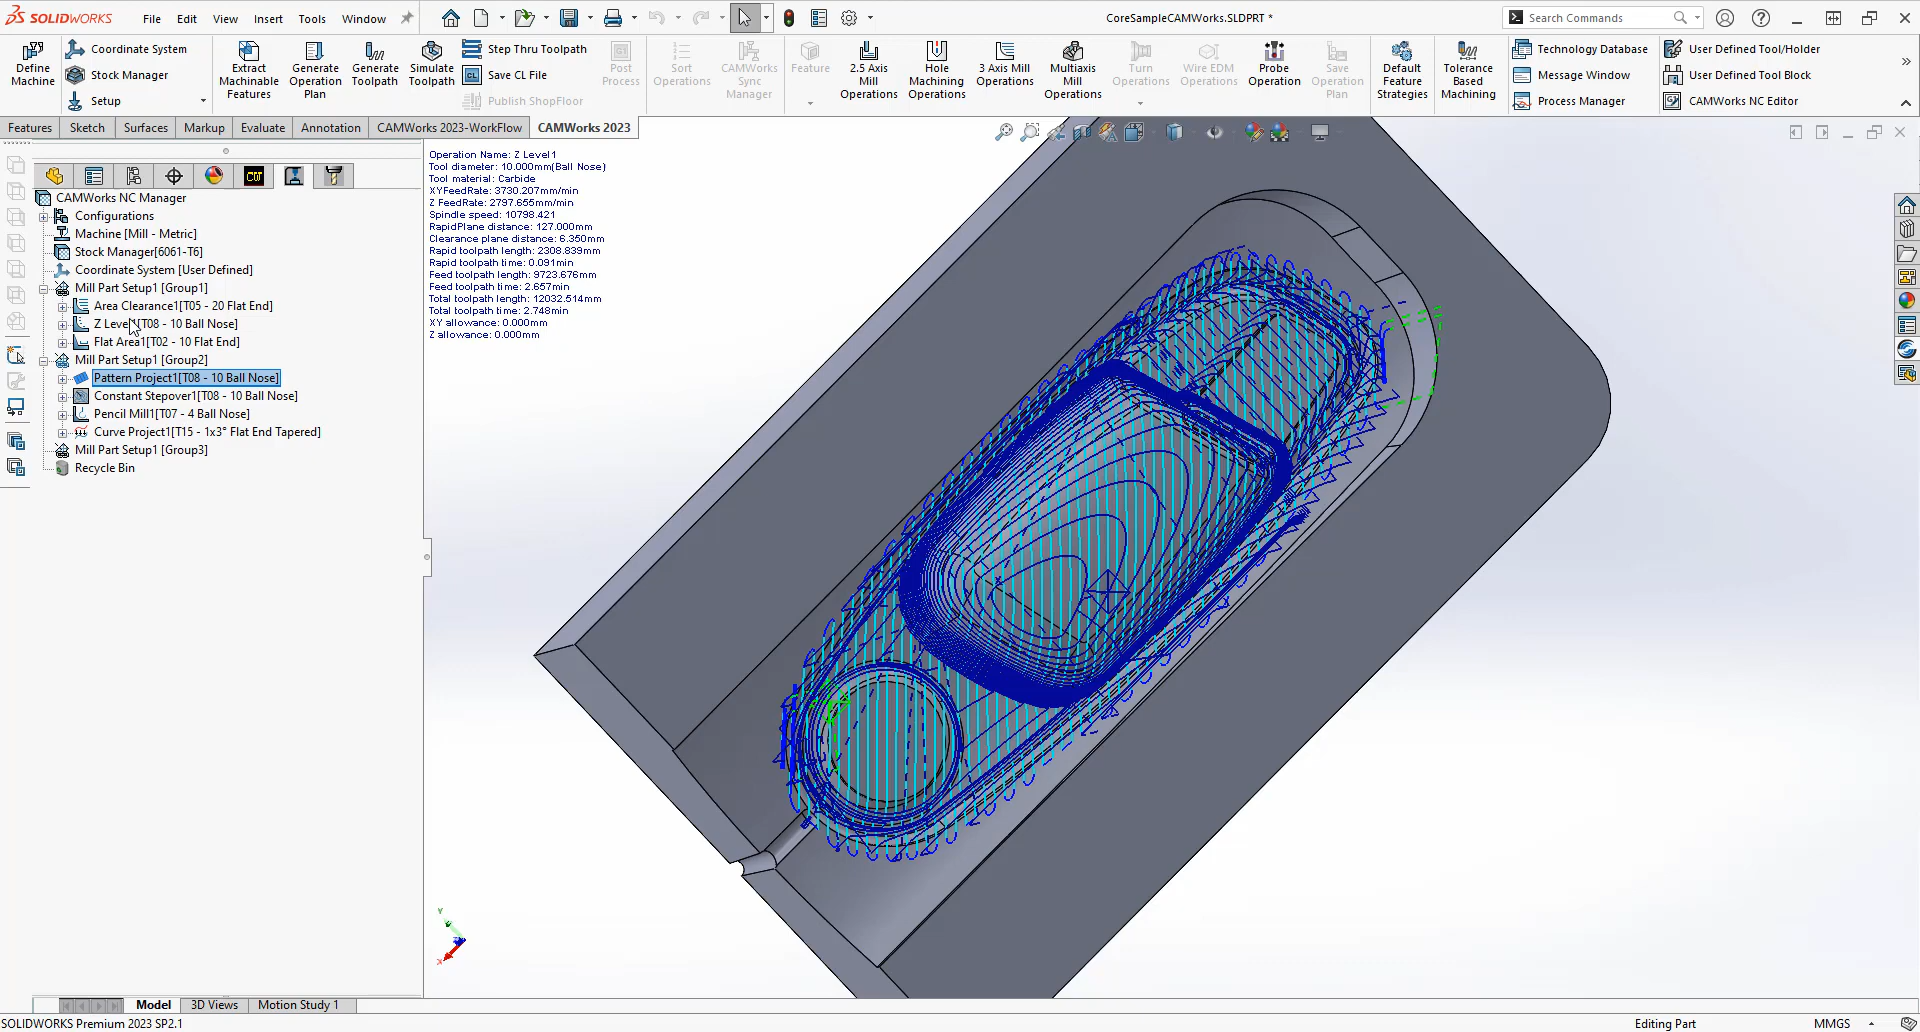 SOLIDWORKS
File Edit View Insert Tools Window
CoreSampleCAMWorks.SLDPRT *
Search Commands
Define Machine
Coordinate System
Stock Manager
Setup
Extract Machinable Features
Generate Operation Plan
Generate Toolpath
Simulate Toolpath
Step Thru Toolpath
CL Save CL File
Publish ShopFloor
Post Process
Sort Operations
CAMWorks Sync Manager
Feature
2.5 Axis Mill Operations
Hole Machining Operations
3 Axis Mill Operations
Multiaxis Mill Operations
Turn Operations
Wire EDM Operations
Probe Operation
Save Operation Plan
Default Feature Strategies
Tolerance Based Machining
Technology Database
Message Window
Process Manager
User Defined Tool/Holder
User Defined Tool Block
CAMWorks NC Editor
Features Sketch Surfaces Markup Evaluate Annotation CAMWorks 2023-WorkFlow CAMWorks 2023
CW
CAMWorks NC Manager
Configurations
Machine [Mill - Metric]
Stock Manager[6061-T6]
Coordinate System [User Defined]
Mill Part Setup1 [Group1]
Area Clearance1[T05 - 20 Flat End]
Z Level1[T08 - 10 Ball Nose]
Flat Area1[T02 - 10 Flat End]
Mill Part Setup1 [Group2]
Pattern Project1[T08 - 10 Ball Nose]
Constant Stepover1[T08 - 10 Ball Nose]
Pencil Mill1[T07 - 4 Ball Nose]
Curve Project1[T15 - 1x3° Flat End Tapered]
Mill Part Setup1 [Group3]
Recycle Bin
Operation Name: Z Level1
Tool diameter: 10.000mm(Ball Nose)
Tool material: Carbide
XYFeedRate: 3730.207mm/min
Z FeedRate: 2797.655mm/min
Spindle speed: 10798.421
RapidPlane distance: 127.000mm
Clearance plane distance: 6.350mm
Rapid toolpath length: 2308.839mm
Rapid toolpath time: 0.091min
Feed toolpath length: 9723.676mm
Feed toolpath time: 2.657min
Total toolpath length: 12032.514mm
Total toolpath time: 2.748min
XY allowance: 0.000mm
Z allowance: 0.000mm
Y
X
Model 3D Views Motion Study 1
SOLIDWORKS Premium 2023 SP2.1
Editing Part
MMGS